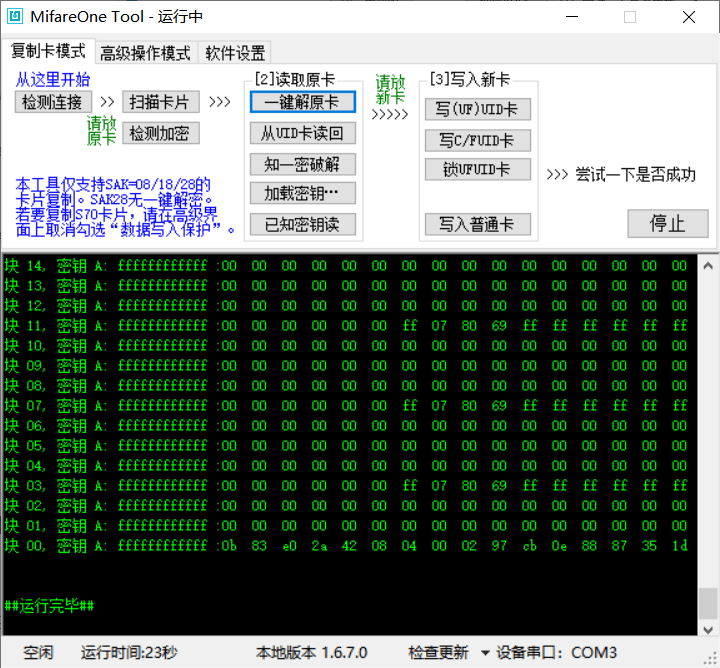 MifareOne Tool - 运行中
复制卡模式 高级操作模式 软件设置
从这里开始
检测连接 >> 扫描卡片 >>>
请放
原卡
检测加密
本工具仅支持SAK=08/18/28的
卡片复制。SAK28无一键解密。
若要复制S70卡片，请在高级界
面上取消勾选“数据写入保护”。
[2]读取原卡
一键解原卡
从UID卡读回
知一密破解
加载密钥…
已知密钥读
请放
新卡
>>>>>
[3]写入新卡
写(UF)UID卡
写C/FUID卡
锁UFUID卡
写入普通卡
>>> 尝试一下是否成功
停止
块 14, 密钥 A: ffffffffffff :00 00 00 00 00 00 00 00 00 00 00 00 00 00 00 00
块 13, 密钥 A: ffffffffffff :00 00 00 00 00 00 00 00 00 00 00 00 00 00 00 00
块 12, 密钥 A: ffffffffffff :00 00 00 00 00 00 00 00 00 00 00 00 00 00 00 00
块 11, 密钥 A: ffffffffffff :00 00 00 00 00 00 ff 07 80 69 ff ff ff ff ff ff
块 10, 密钥 A: ffffffffffff :00 00 00 00 00 00 00 00 00 00 00 00 00 00 00 00
块 09, 密钥 A: ffffffffffff :00 00 00 00 00 00 00 00 00 00 00 00 00 00 00 00
块 08, 密钥 A: ffffffffffff :00 00 00 00 00 00 00 00 00 00 00 00 00 00 00 00
块 07, 密钥 A: ffffffffffff :00 00 00 00 00 00 ff 07 80 69 ff ff ff ff ff ff
块 06, 密钥 A: ffffffffffff :00 00 00 00 00 00 00 00 00 00 00 00 00 00 00 00
块 05, 密钥 A: ffffffffffff :00 00 00 00 00 00 00 00 00 00 00 00 00 00 00 00
块 04, 密钥 A: ffffffffffff :00 00 00 00 00 00 00 00 00 00 00 00 00 00 00 00
块 03, 密钥 A: ffffffffffff :00 00 00 00 00 00 ff 07 80 69 ff ff ff ff ff ff
块 02, 密钥 A: ffffffffffff :00 00 00 00 00 00 00 00 00 00 00 00 00 00 00 00
块 01, 密钥 A: ffffffffffff :00 00 00 00 00 00 00 00 00 00 00 00 00 00 00 00
块 00, 密钥 A: ffffffffffff :0b 83 e0 2a 42 08 04 00 02 97 cb 0e 88 87 35 1d
##运行完毕##
空闲 运行时间:23秒 本地版本 1.6.7.0 检查更新 设备串口: COM3